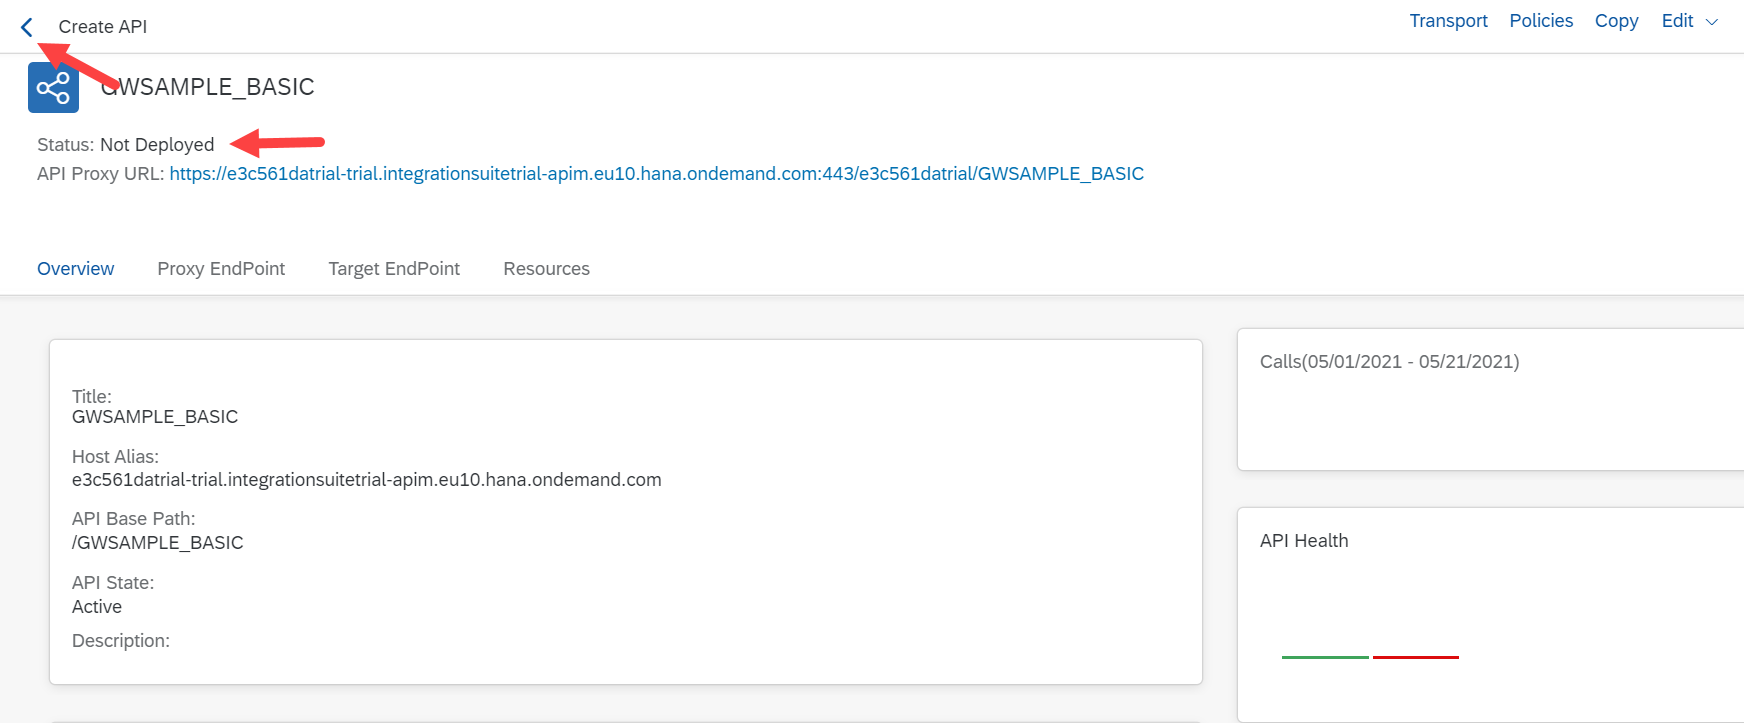 Create API
Transport Policies Copy Edit
GWSAMPLE_BASIC
Status: Not Deployed
API Proxy URL: https://e3c561datrial-trial.integrationsuitetrial-apim.eu10.hana.ondemand.com:443/e3c561datrial/GWSAMPLE_BASIC
Overview Proxy EndPoint Target EndPoint Resources
Title:
GWSAMPLE_BASIC
Host Alias:
e3c561datrial-trial.integrationsuitetrial-apim.eu10.hana.ondemand.com
API Base Path:
/GWSAMPLE_BASIC
API State:
Active
Description:
Calls(05/01/2021 - 05/21/2021)
API Health